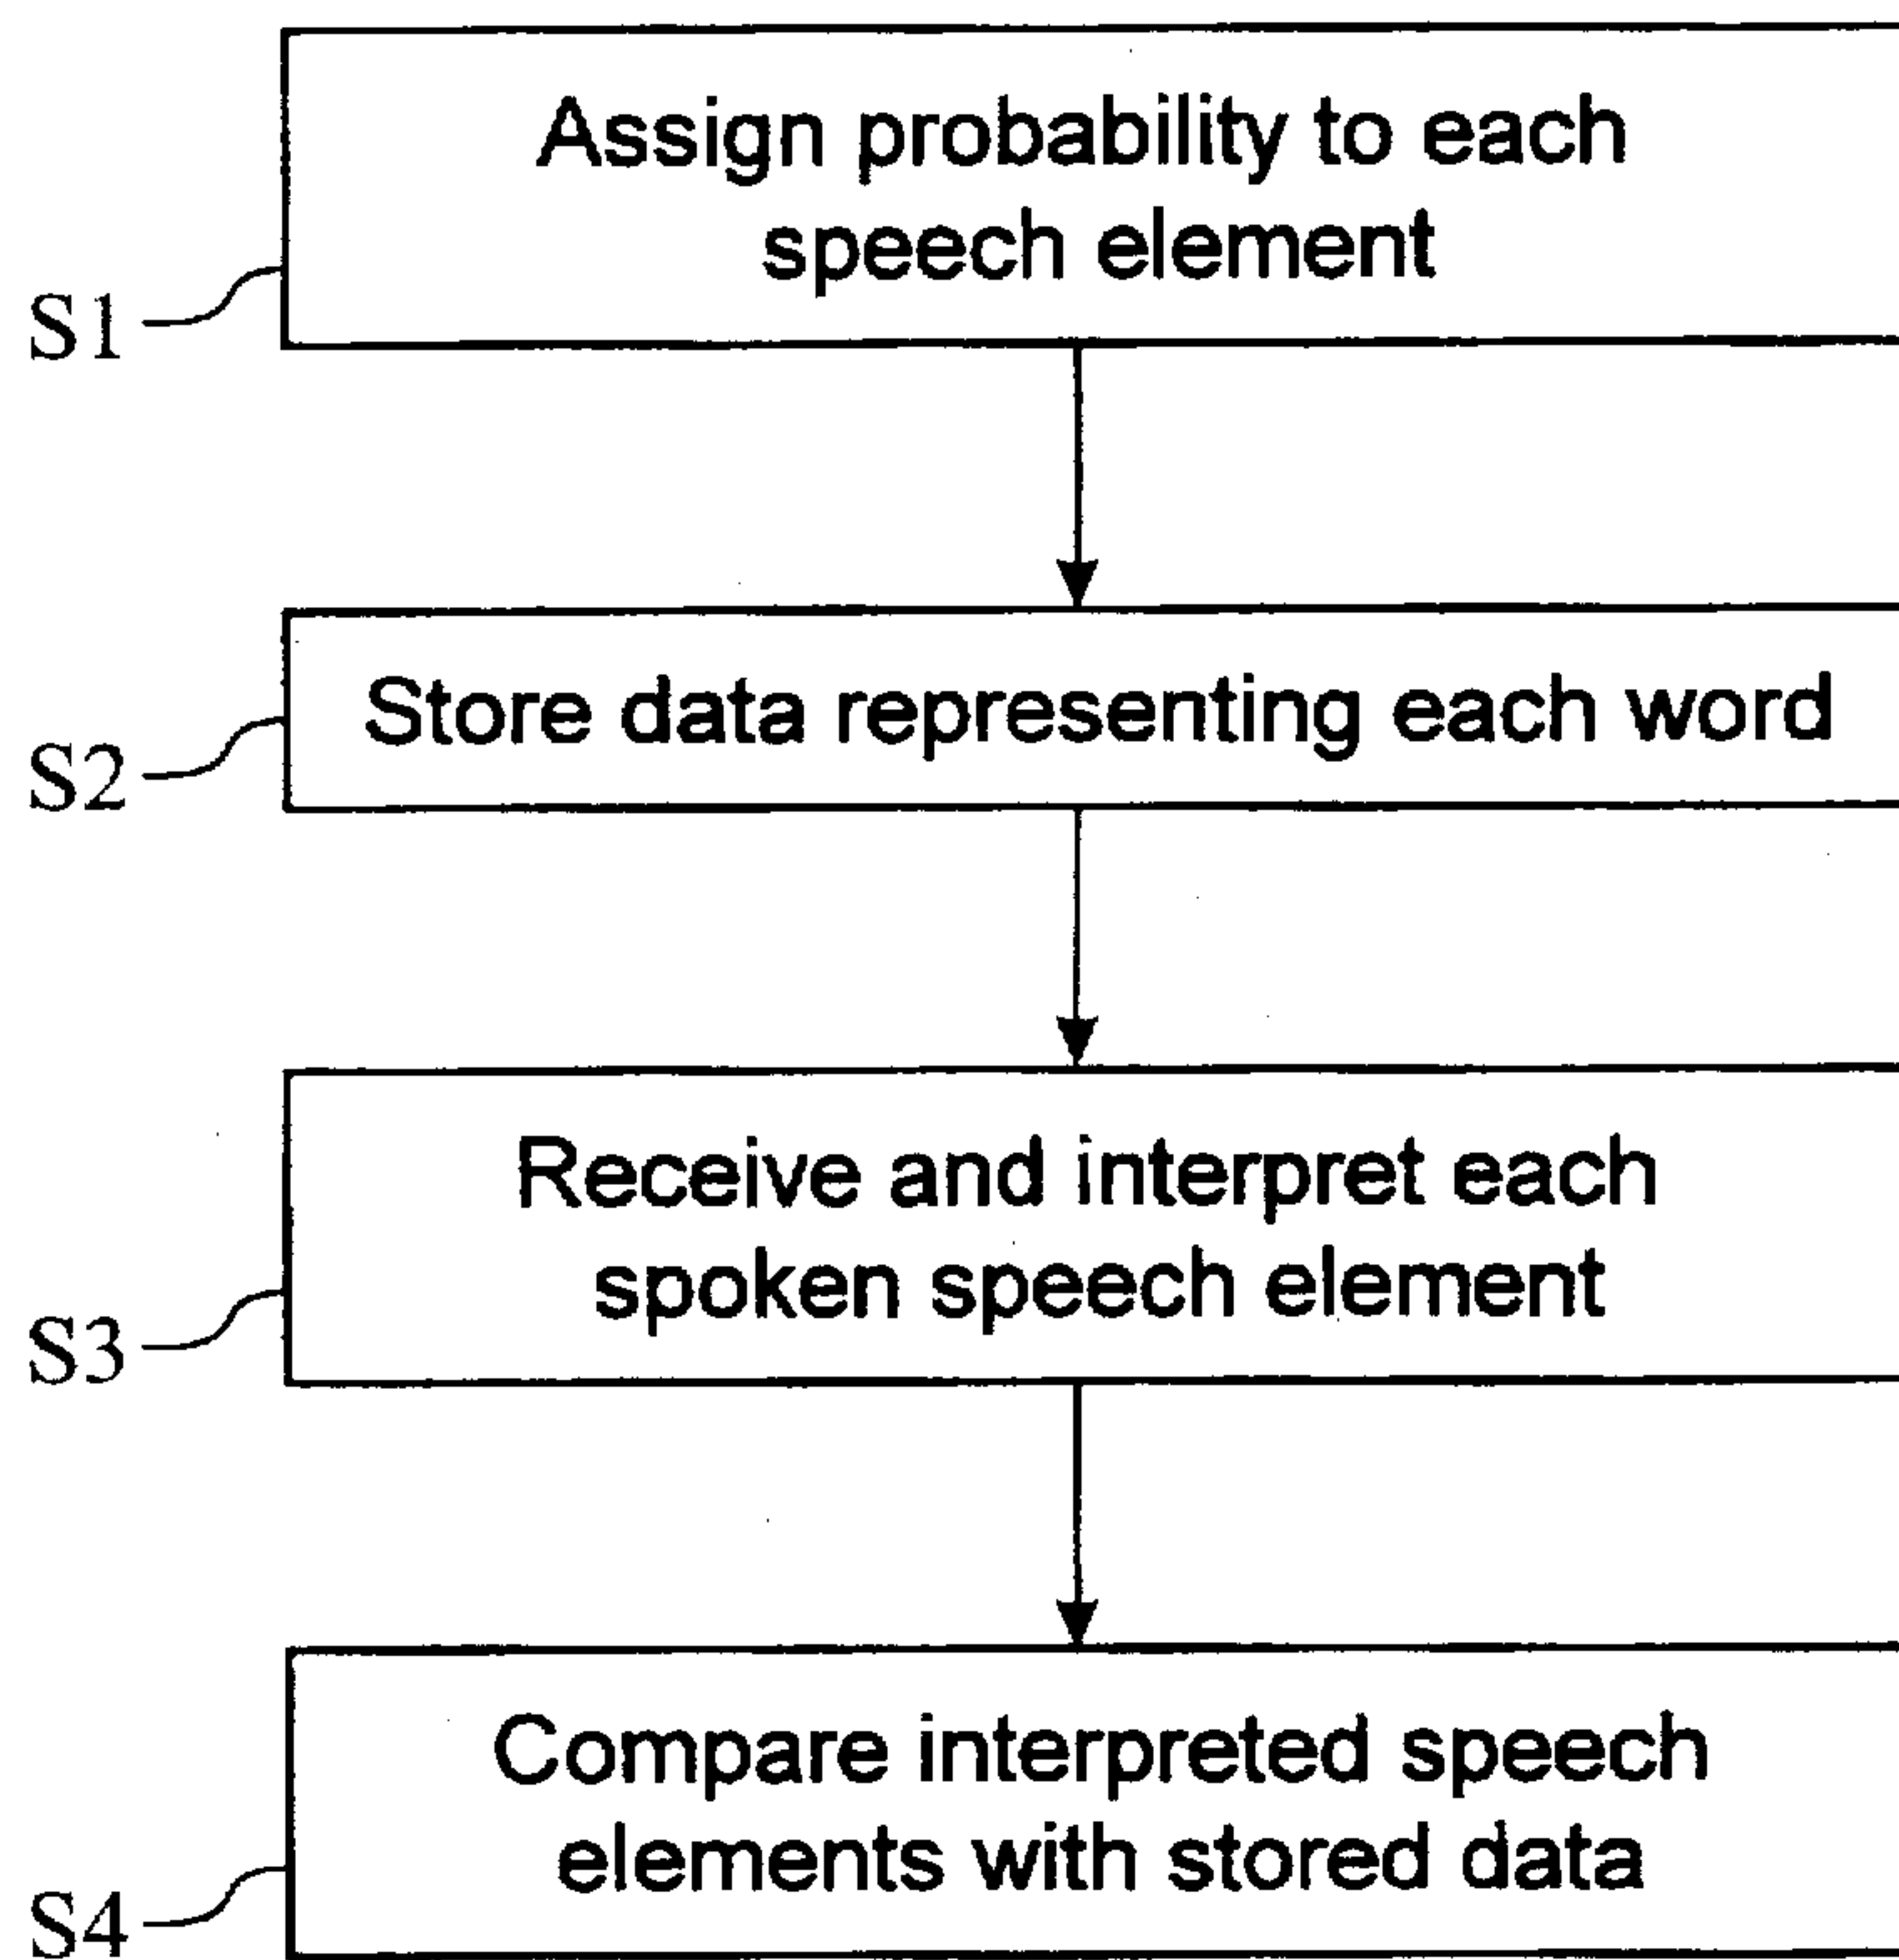 Assign probability to each
speech element
S1
Store data representing each word
S2
Receive and interpret each
spoken speech element
S3
Compare interpreted speech
elements with stored data
S4